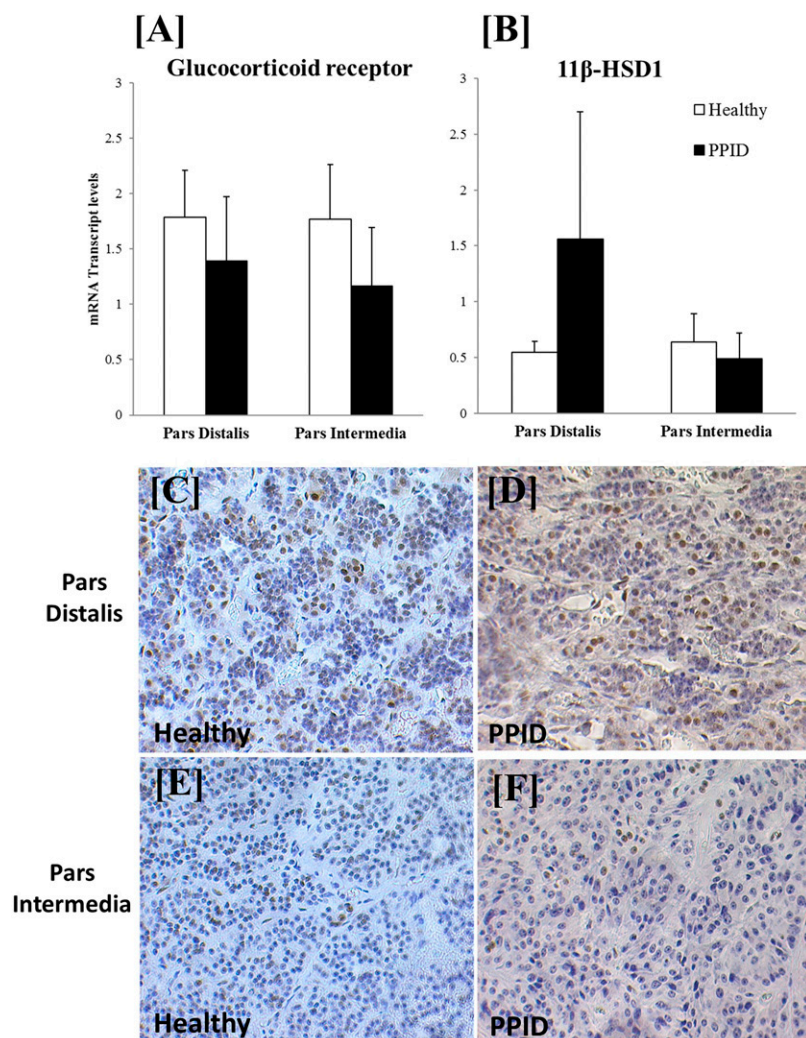 [A]
Glucocorticoid receptor
3
2.5
2
1.5
1
0.5
0
mRNA Transcript levels
Pars Distalis
Pars Intermedia
[B]
11β-HSD1
3
2.5
2
1.5
1
0.5
0
Healthy
PPID
Pars Distalis
Pars Intermedia
Pars
Distalis
[C]
Healthy
[D]
PPID
Pars
Intermedia
[E]
Healthy
[F]
PPID